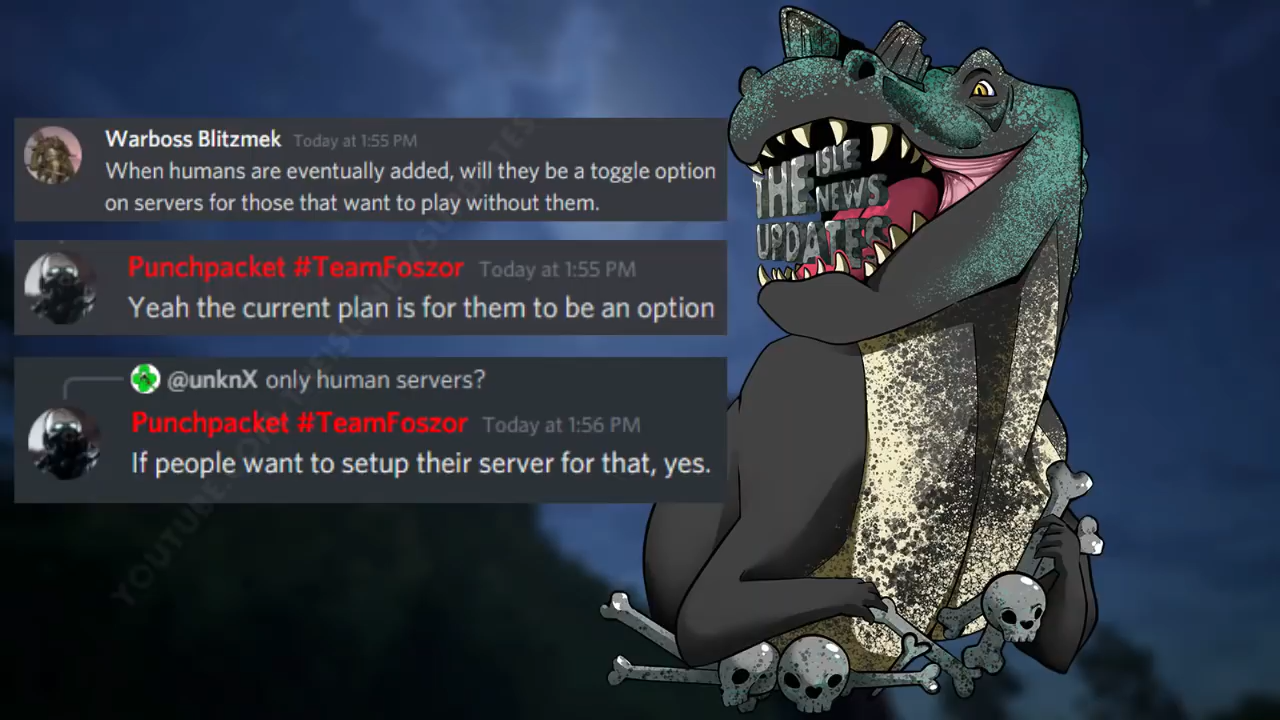 Warboss Blitzmek Today at 1:55 PM
When humans are eventually added, will they be a toggle option
on servers for those that want to play without them.
Punchpacket #TeamFoszor Today at 1:55 PM
Yeah the current plan is for them to be an option
@unknX only human servers?
Punchpacket #TeamFoszor Today at 1:56 PM
If people want to setup their server for that, yes.
THE ISLE
NEWS
UPDATES